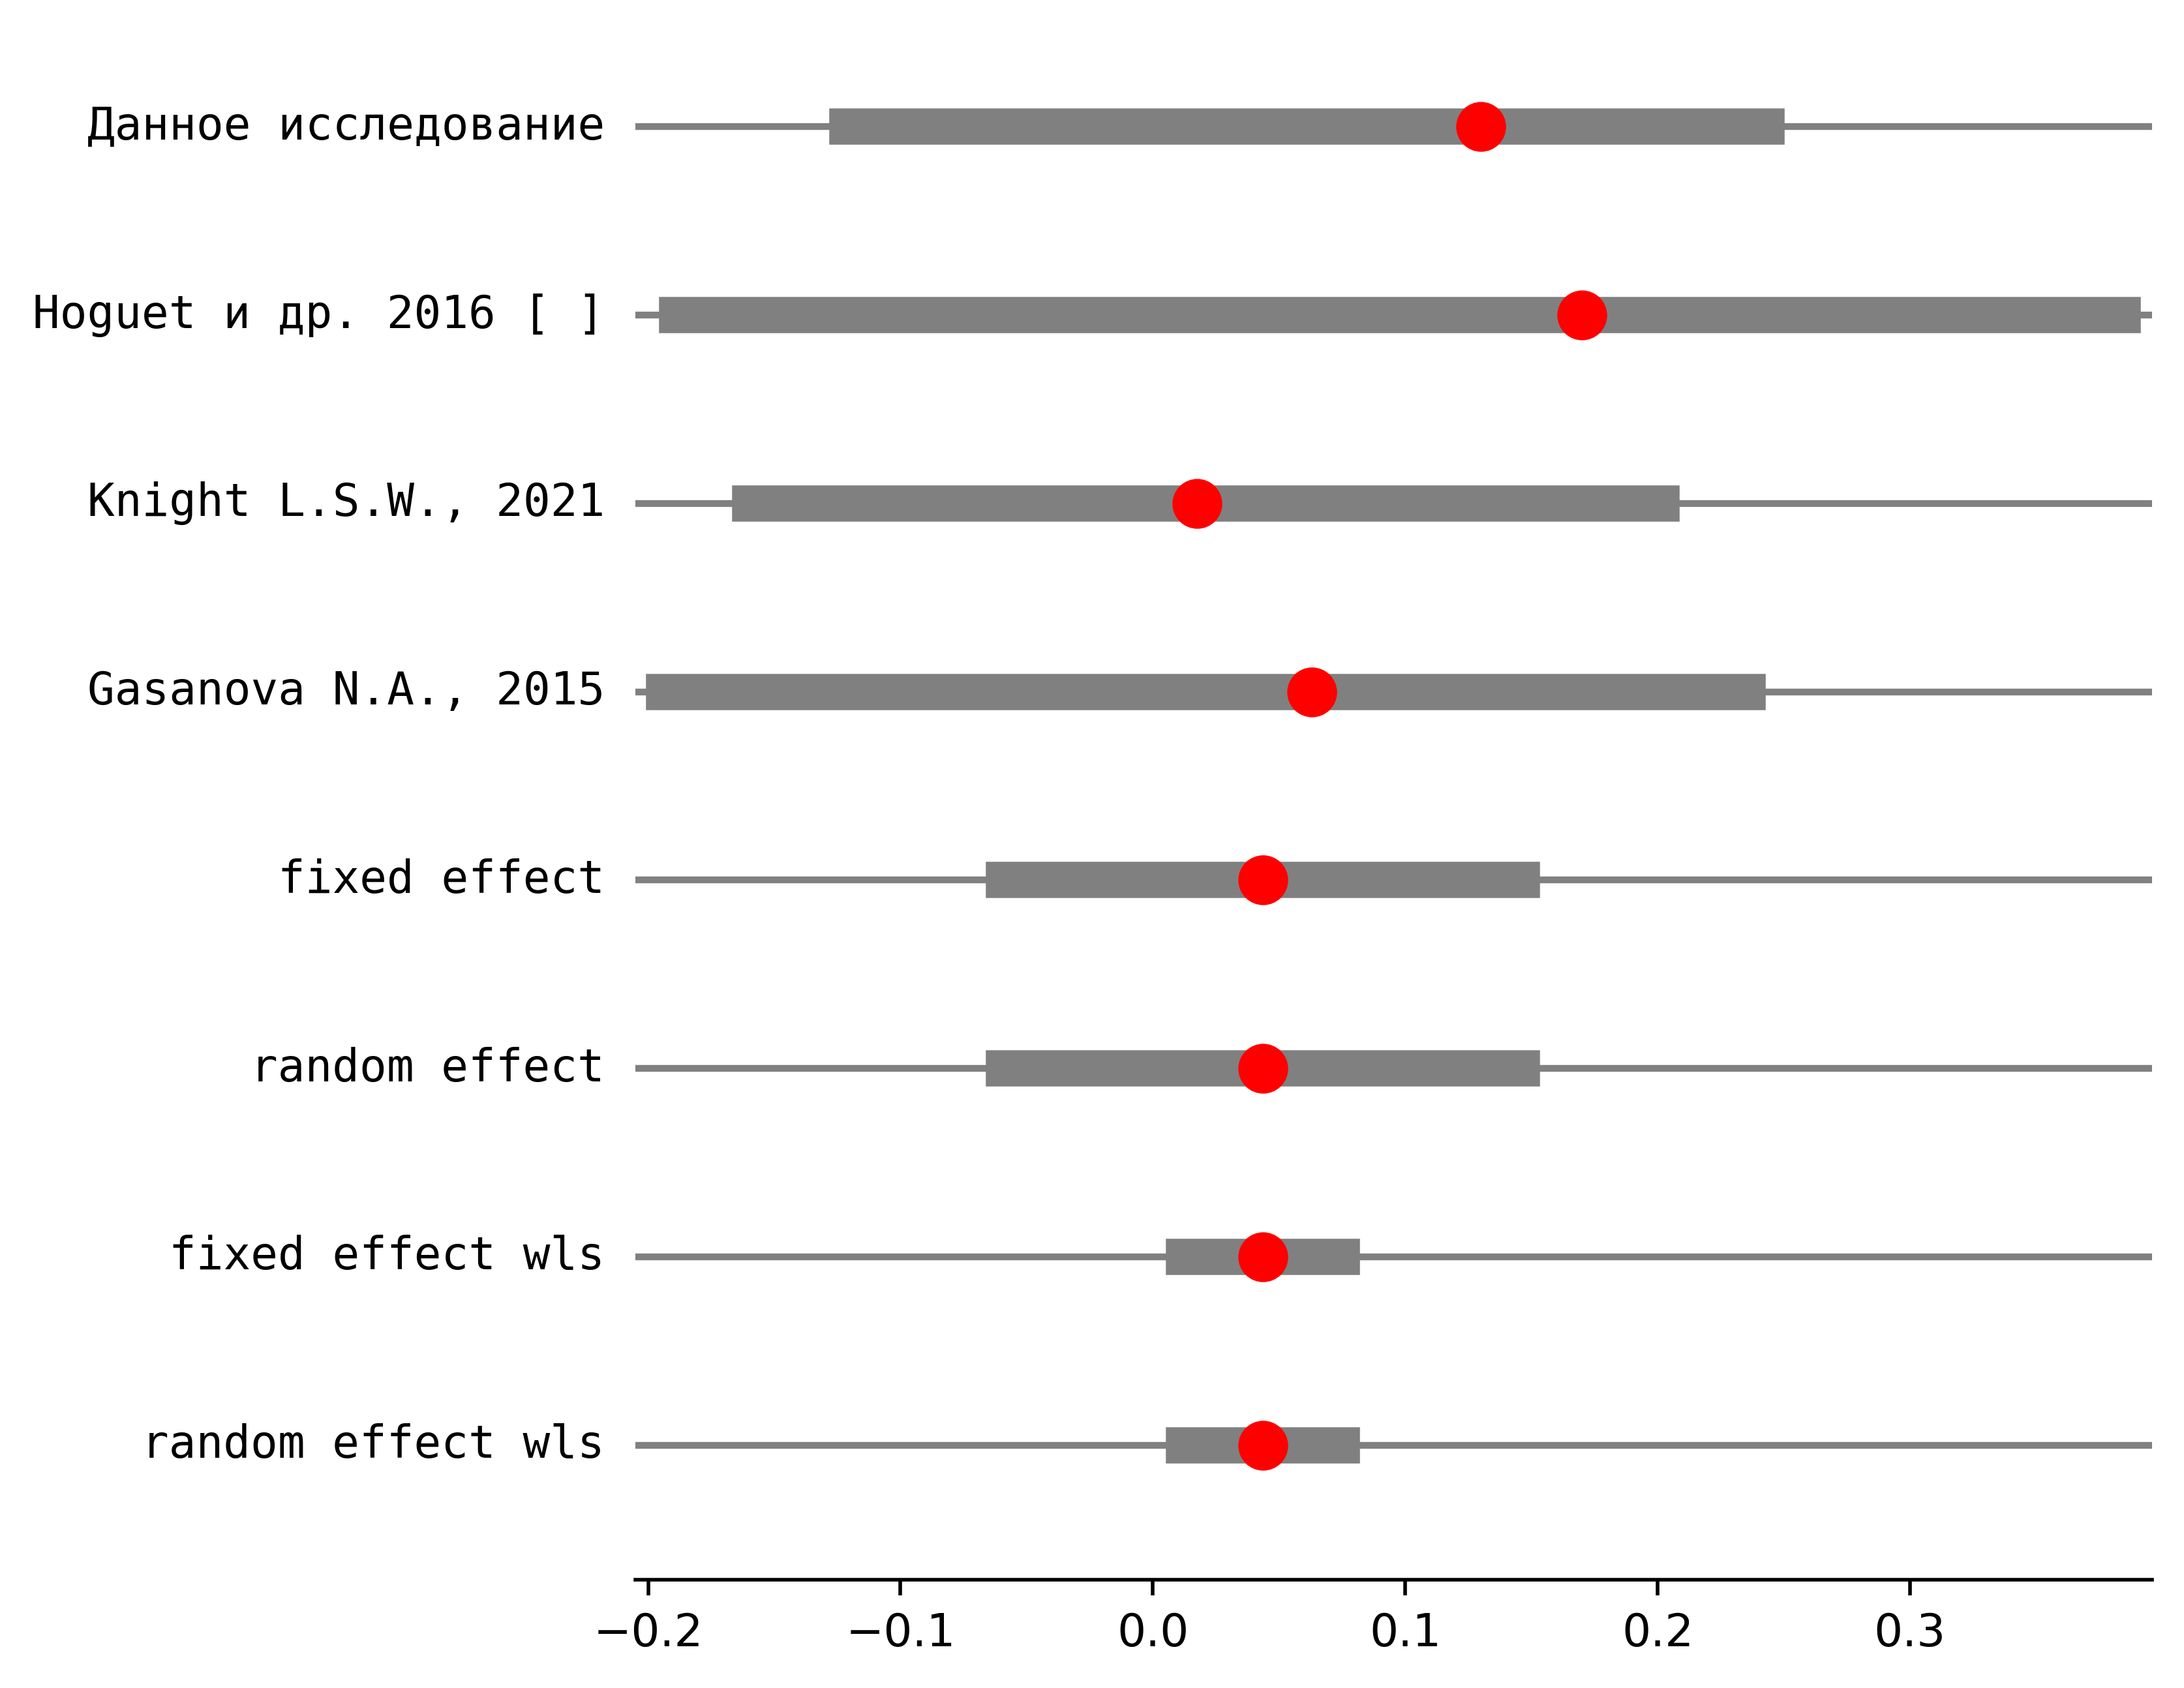 Данное исследование
Hoguet и др. 2016 [ ]
Knight L.S.W., 2021
Gasanova N.A., 2015
fixed effect
random effect
fixed effect wls
random effect wls
−0.2 −0.1 0.0 0.1 0.2 0.3